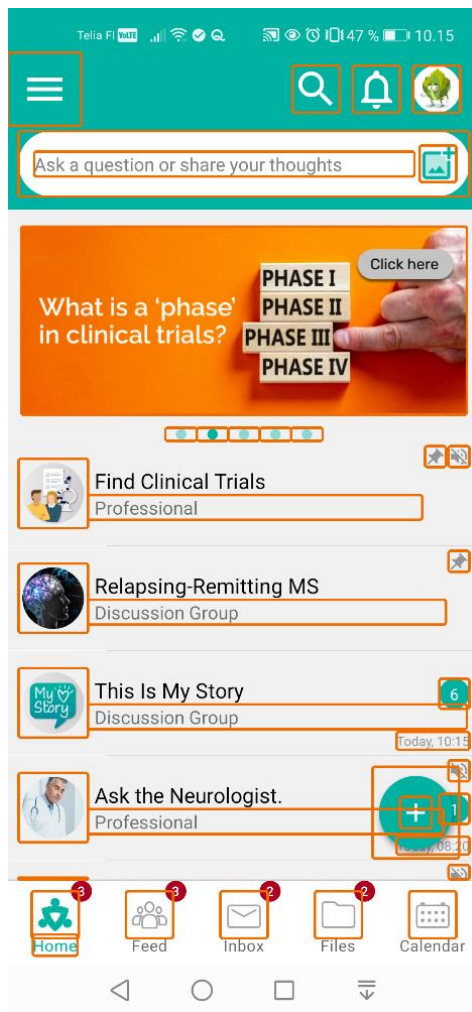 Telia FI VoLTE 47 % 10.15
Ask a question or share your thoughts
Click here
What is a ‘phase’
in clinical trials?
PHASE I
PHASE II
PHASE III
PHASE IV
Find Clinical Trials
Professional
Relapsing-Remitting MS
Discussion Group
My
Story
This Is My Story
6
Discussion Group
Today, 10:15
Ask the Neurologist.
1
Professional
+
Today, 08:20
3 3 2 2
Home Feed Inbox Files Calendar